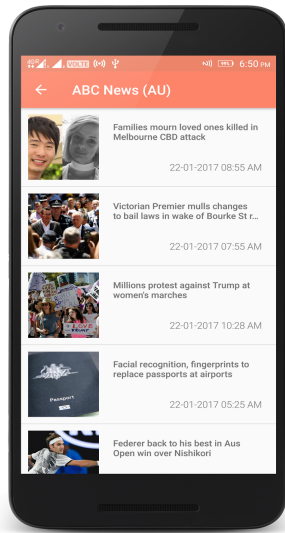 VOLTE 99% 6:50 PM
ABC News (AU)
Families mourn loved ones killed in
Melbourne CBD attack
22-01-2017 08:55 AM
Victorian Premier mulls changes
to bail laws in wake of Bourke St r...
22-01-2017 07:55 AM
Millions protest against Trump at
women's marches
22-01-2017 10:28 AM
Facial recognition, fingerprints to
replace passports at airports
22-01-2017 05:25 AM
Passport
Federer back to his best in Aus
Open win over Nishikori